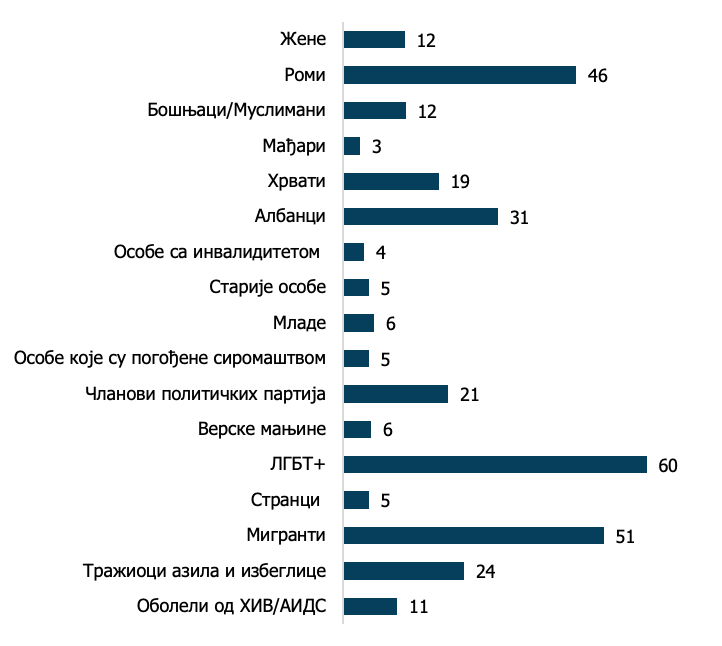 Жене 12
Роми 46
Бошњаци/Муслимани 12
Мађари 3
Хрвати 19
Албанци 31
Особе са инвалидитетом 4
Старије особе 5
Младе 6
Особе које су погођене сиромаштвом 5
Чланови политичких партија 21
Верске мањине 6
ЛГБТ+ 60
Странци 5
Мигранти 51
Тражиоци азила и избеглице 24
Оболели од ХИВ/АИДС 11